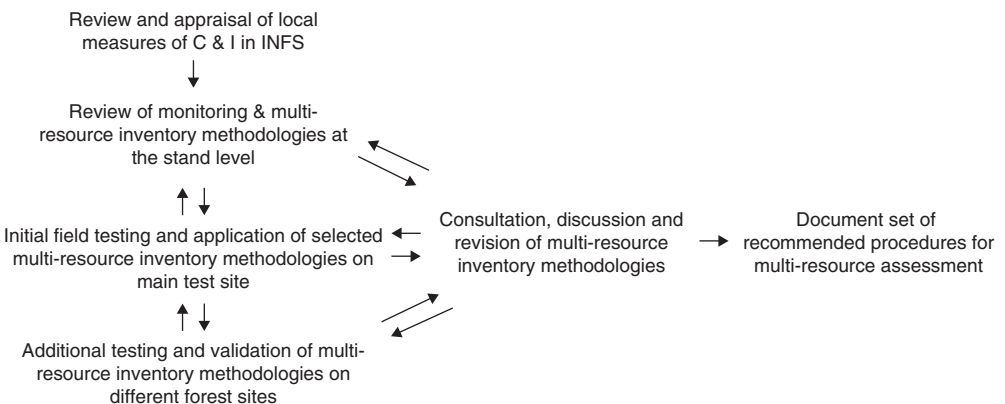 Review and appraisal of local
measures of C & I in INFS
Review of monitoring & multi-
resource inventory methodologies at
the stand level
Initial field testing and application of selected
multi-resource inventory methodologies on
main test site
Additional testing and validation of multi-
resource inventory methodologies on
different forest sites
Consultation, discussion and
revision of multi-resource
inventory methodologies
Document set of
recommended procedures for
multi-resource assessment